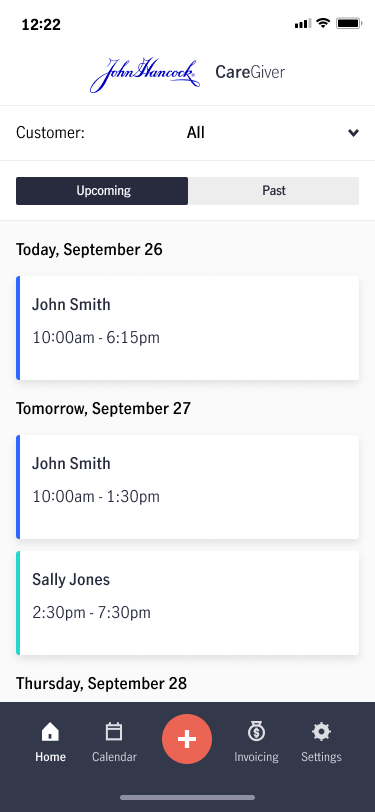 12:22
John Hancock® CareGiver
Customer: All
Upcoming Past
Today, September 26
John Smith
10:00am - 6:15pm
Tomorrow, September 27
John Smith
10:00am - 1:30pm
Sally Jones
2:30pm - 7:30pm
Thursday, September 28
Home Calendar Invoicing Settings